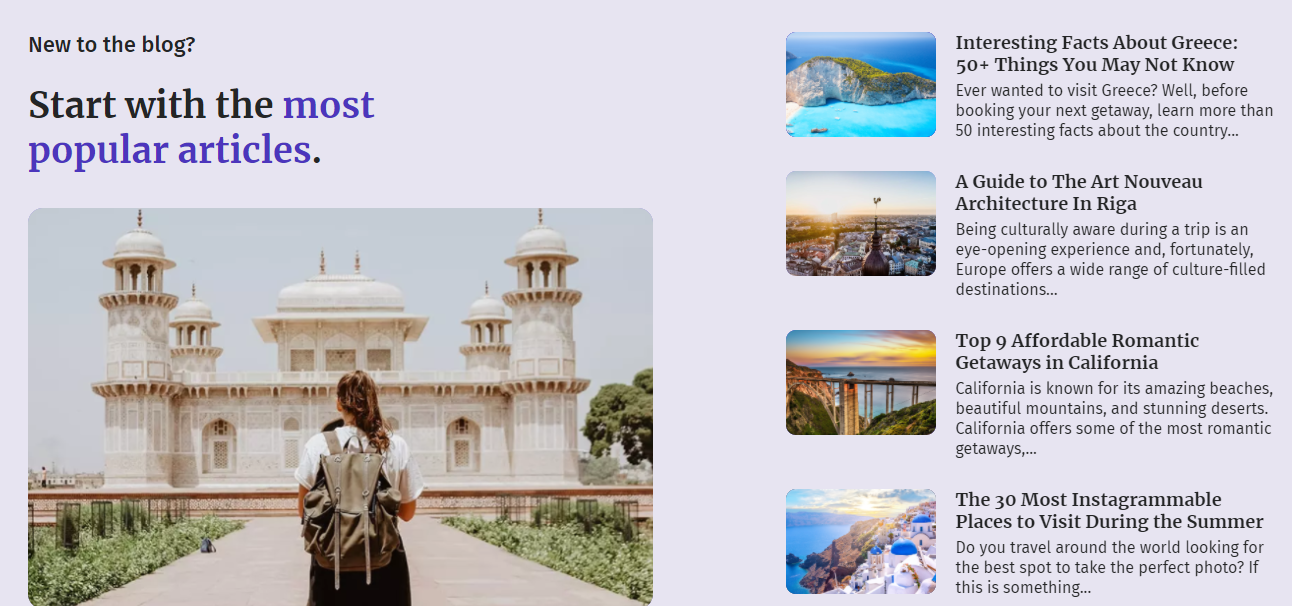 New to the blog?
Start with the most
popular articles.
Interesting Facts About Greece:
50+ Things You May Not Know
Ever wanted to visit Greece? Well, before
booking your next getaway, learn more than
50 interesting facts about the country...
A Guide to The Art Nouveau
Architecture In Riga
Being culturally aware during a trip is an
eye-opening experience and, fortunately,
Europe offers a wide range of culture-filled
destinations...
Top 9 Affordable Romantic
Getaways in California
California is known for its amazing beaches,
beautiful mountains, and stunning deserts.
California offers some of the most romantic
getaways,...
The 30 Most Instagrammable
Places to Visit During the Summer
Do you travel around the world looking for
the best spot to take the perfect photo? If
this is something...